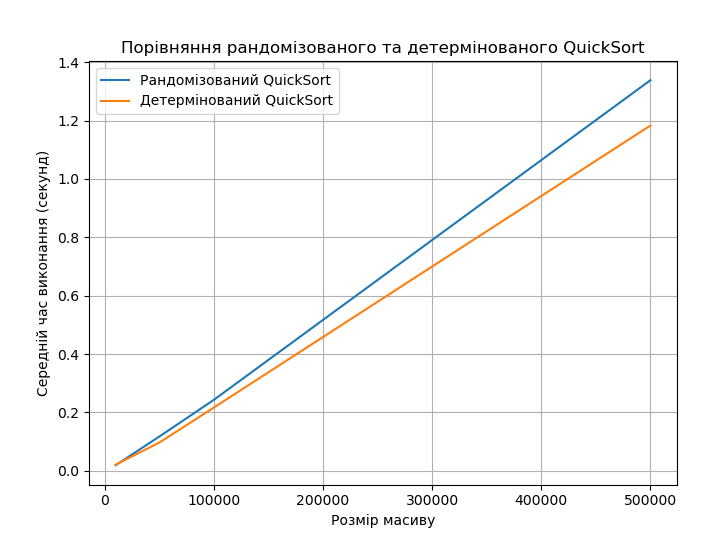 Порівняння рандомізованого та детермінованого QuickSort
Рандомізований QuickSort
Детермінований QuickSort
Середній час виконання (секунд)
1.4
1.2
1.0
0.8
0.6
0.4
0.2
0.0
0
100000
200000
300000
400000
500000
Розмір масиву